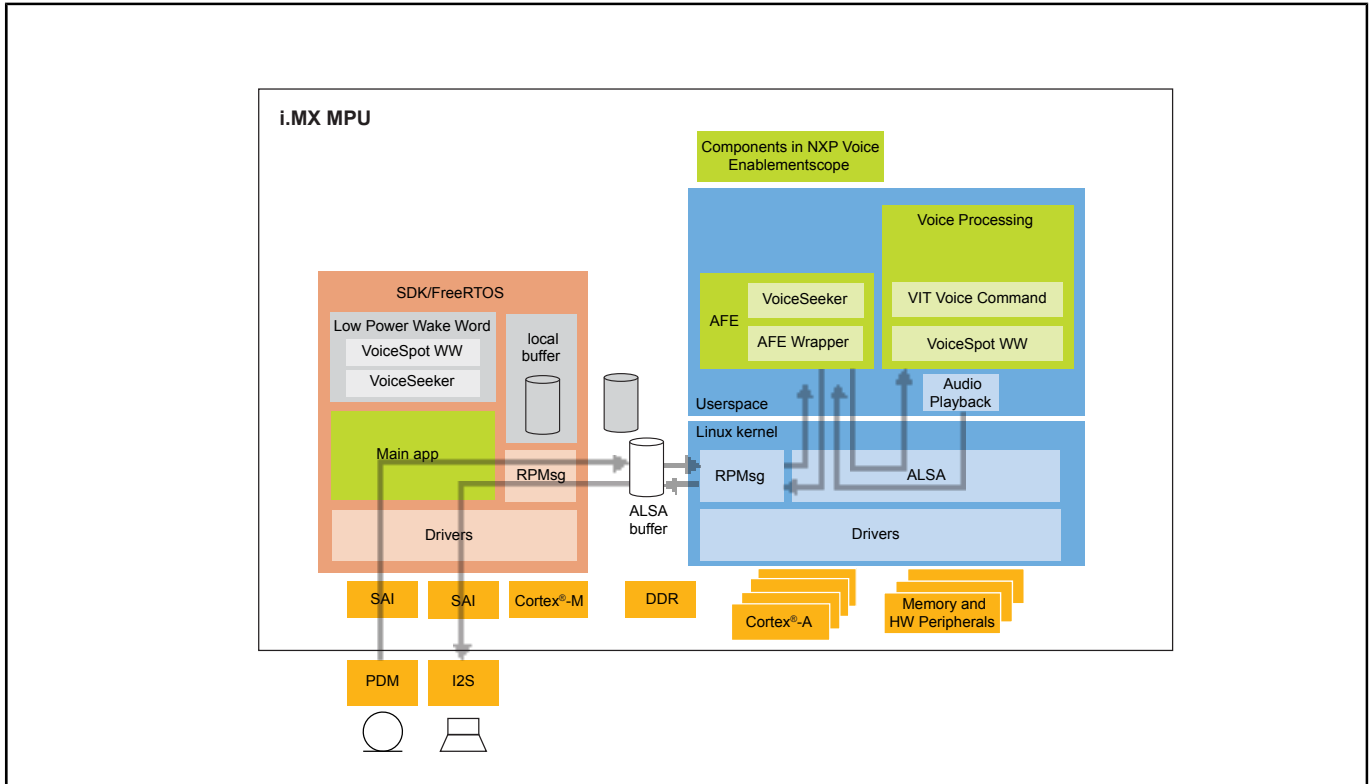 i.MX MPU
Components in NXP Voice
Enablementscope
Voice Processing
VIT Voice Command
VoiceSpot WW
AFE
VoiceSeeker
AFE Wrapper
Audio
Playback
Userspace
SDK/FreeRTOS
Low Power Wake Word
VoiceSpot WW
VoiceSeeker
local
buffer
Main app
RPMsg
Drivers
ALSA
buffer
Linux kernel
RPMsg
ALSA
Drivers
SAI
SAI
Cortex®-M
DDR
Cortex®-A
Memory and
HW Peripherals
PDM
I2S